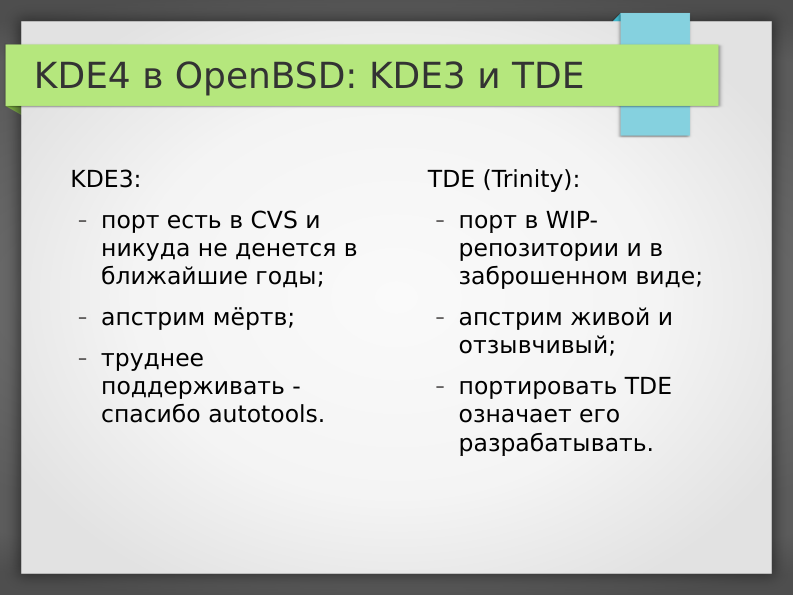 KDE4 в OpenBSD: KDE3 и TDE
KDE3:
– порт есть в CVS и
никуда не денется в
ближайшие годы;
– апстрим мёртв;
– труднее
поддерживать -
спасибо autotools.
TDE (Trinity):
– порт в WIP-
репозитории и в
заброшенном виде;
– апстрим живой и
отзывчивый;
– портировать TDE
означает его
разрабатывать.